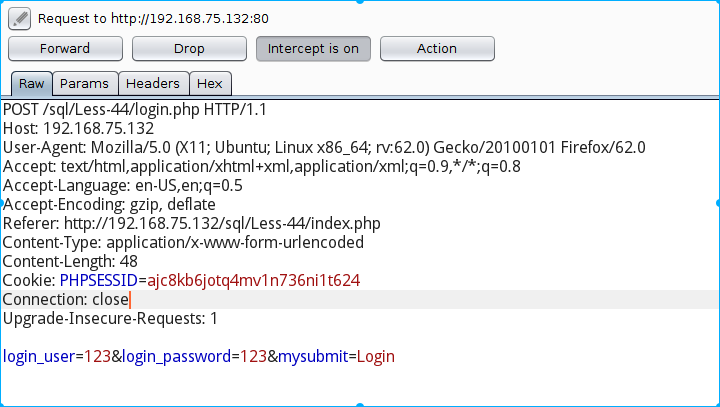 Request to http://192.168.75.132:80
Forward Drop Intercept is on Action
Raw Params Headers Hex
POST /sql/Less-44/login.php HTTP/1.1
Host: 192.168.75.132
User-Agent: Mozilla/5.0 (X11; Ubuntu; Linux x86_64; rv:62.0) Gecko/20100101 Firefox/62.0
Accept: text/html,application/xhtml+xml,application/xml;q=0.9,*/*;q=0.8
Accept-Language: en-US,en;q=0.5
Accept-Encoding: gzip, deflate
Referer: http://192.168.75.132/sql/Less-44/index.php
Content-Type: application/x-www-form-urlencoded
Content-Length: 48
Cookie: PHPSESSID=ajc8kb6jotq4mv1n736ni1t624
Connection: close
Upgrade-Insecure-Requests: 1
login_user=123&login_password=123&mysubmit=Login